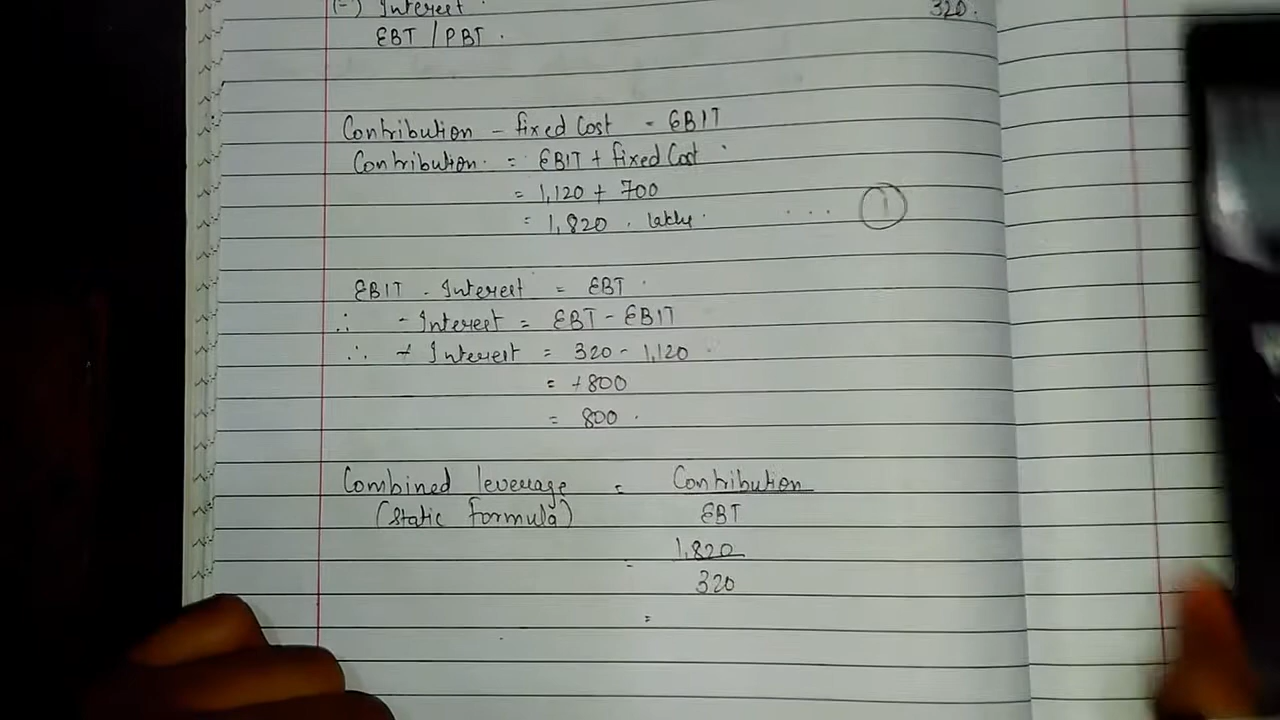 (-) Interest 320.
EBT / PBT.
Contribution - fixed Cost = EBIT
Contribution = EBIT + fixed Cost
= 1,120 + 700
= 1,820. lakhs. ... 1
EBIT - Interest = EBT.
∴ - Interest = EBT - EBIT
∴ + Interest = 320 - 1,120
= +800
= 800.
Combined leverage = Contribution
(Static formula) EBT
= 1,820
320
=